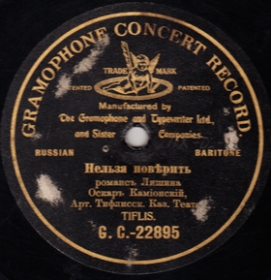 GRAMOPHONE CONCERT RECORD.
TRADE MARK
PATENTED PATENTED
Manufactured by
The Gramophone and Typewriter Ltd.,
and Sister Companies.
RUSSIAN BARITONE
Нельзя повѣрить
романсъ Лишина
Оскаръ Каміонскій,
Арт. Тифлисск. Каз. Театр
TIFLIS.
G. C.-22895